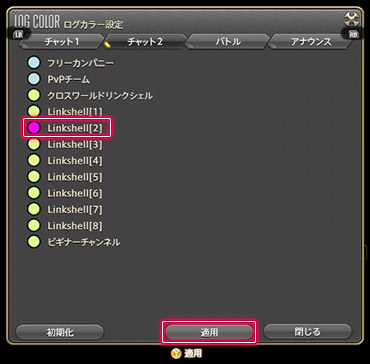 LOG COLOR ログカラー設定
LB チャット1 チャット2 バトル アナウンス RB
フリーカンパニー
PvPチーム
クロスワールドリンクシェル
Linkshell[1]
Linkshell[2]
Linkshell[3]
Linkshell[4]
Linkshell[5]
Linkshell[6]
Linkshell[7]
Linkshell[8]
ビギナーチャンネル
初期化 適用 閉じる
Y 適用